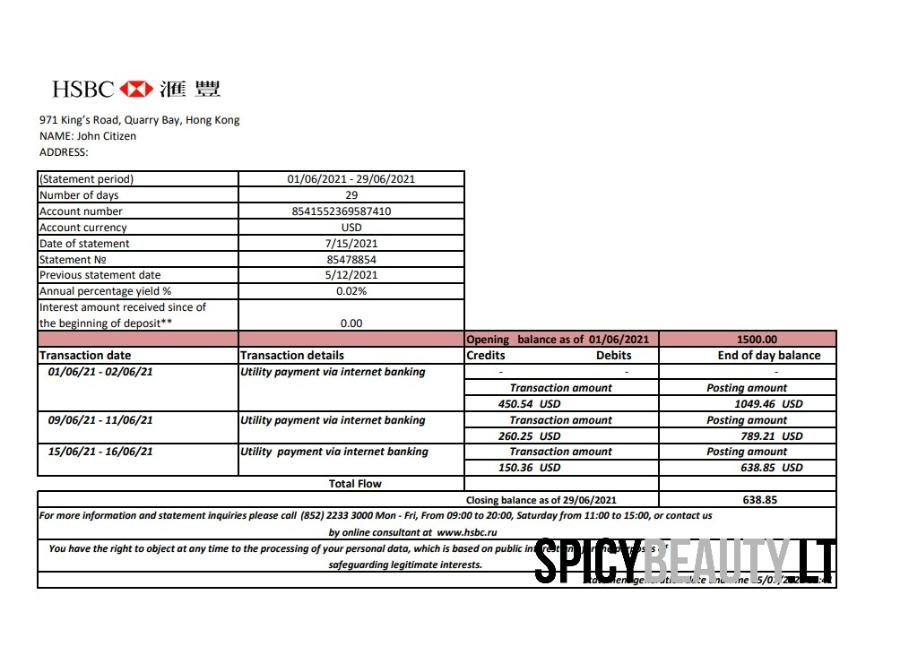 HSBC 滙 豐
971 King's Road, Quarry Bay, Hong Kong
NAME: John Citizen
ADDRESS:
(Statement period) 01/06/2021 - 29/06/2021
Number of days 29
Account number 8541552369587410
Account currency USD
Date of statement 7/15/2021
Statement № 85478854
Previous statement date 5/12/2021
Annual percentage yield % 0.02%
Interest amount received since of
the beginning of deposit** 0.00
Opening balance as of 01/06/2021 1500.00
Transaction date Transaction details Credits Debits End of day balance
01/06/21 - 02/06/21 Utility payment via internet banking - - -
Transaction amount Posting amount
450.54 USD 1049.46 USD
09/06/21 - 11/06/21 Utility payment via internet banking Transaction amount Posting amount
260.25 USD 789.21 USD
15/06/21 - 16/06/21 Utility payment via internet banking Transaction amount Posting amount
150.36 USD 638.85 USD
Total Flow
Closing balance as of 29/06/2021 638.85
For more information and statement inquiries please call (852) 2233 3000 Mon - Fri, From 09:00 to 20:00, Saturday from 11:00 to 15:00, or contact us
by online consultant at www.hsbc.ru
You have the right to object at any time to the processing of your personal data, which is based on public
safeguarding legitimate interests.
SPICYBEAUTY.LT